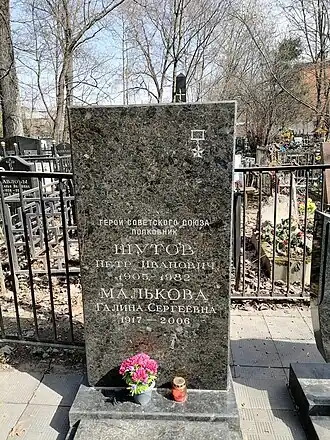 ГЕРОЙ СОВЕТСКОГО СОЮЗА
ПОЛКОВНИК
ШУТОВ
ПЕТР ИВАНОВИЧ
1905 - 1982
МАЛЬКОВА
ГАЛИНА СЕРГЕЕВНА
1917 - 2006